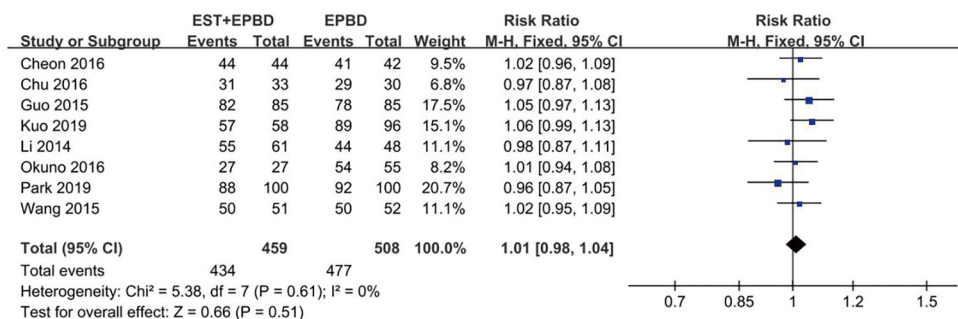 EST+EPBD EPBD Risk Ratio Risk Ratio
Study or Subgroup Events Total Events Total Weight M-H, Fixed, 95% CI M-H, Fixed, 95% CI
Cheon 2016 44 44 41 42 9.5% 1.02 [0.96, 1.09]
Chu 2016 31 33 29 30 6.8% 0.97 [0.87, 1.08]
Guo 2015 82 85 78 85 17.5% 1.05 [0.97, 1.13]
Kuo 2019 57 58 89 96 15.1% 1.06 [0.99, 1.13]
Li 2014 55 61 44 48 11.1% 0.98 [0.87, 1.11]
Okuno 2016 27 27 54 55 8.2% 1.01 [0.94, 1.08]
Park 2019 88 100 92 100 20.7% 0.96 [0.87, 1.05]
Wang 2015 50 51 50 52 11.1% 1.02 [0.95, 1.09]
Total (95% CI) 459 508 100.0% 1.01 [0.98, 1.04]
Total events 434 477
Heterogeneity: Chi² = 5.38, df = 7 (P = 0.61); I² = 0%
Test for overall effect: Z = 0.66 (P = 0.51)
0.7 0.85 1 1.2 1.5